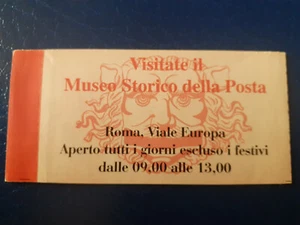 Visitate il
Museo Storico della Posta
Roma, Viale Europa
Aperto tutti i giorni escluso i festivi
dalle 09,00 alle 13,00